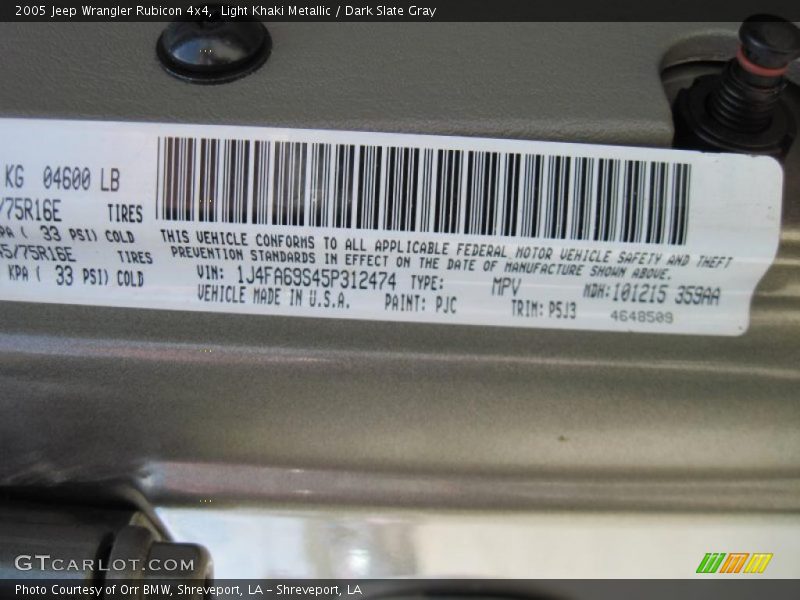 2005 Jeep Wrangler Rubicon 4x4,  Light Khaki Metallic / Dark Slate Gray
KG 04600 LB
/75R16E TIRES
PA ( 33 PSI) COLD
5/75R16E TIRES
KPA ( 33 PSI) COLD
THIS VEHICLE CONFORMS TO ALL APPLICABLE FEDERAL MOTOR VEHICLE SAFETY AND THEFT
PREVENTION STANDARDS IN EFFECT ON THE DATE OF MANUFACTURE SHOWN ABOVE.
VIN: 1J4FA69S45P312474 TYPE: MPV MDH:101215 359AA
VEHICLE MADE IN U.S.A. PAINT: PJC TRIM: P5J3 4648509
GTCARLOT.COM
Photo Courtesy of Orr BMW, Shreveport, LA - Shreveport, LA